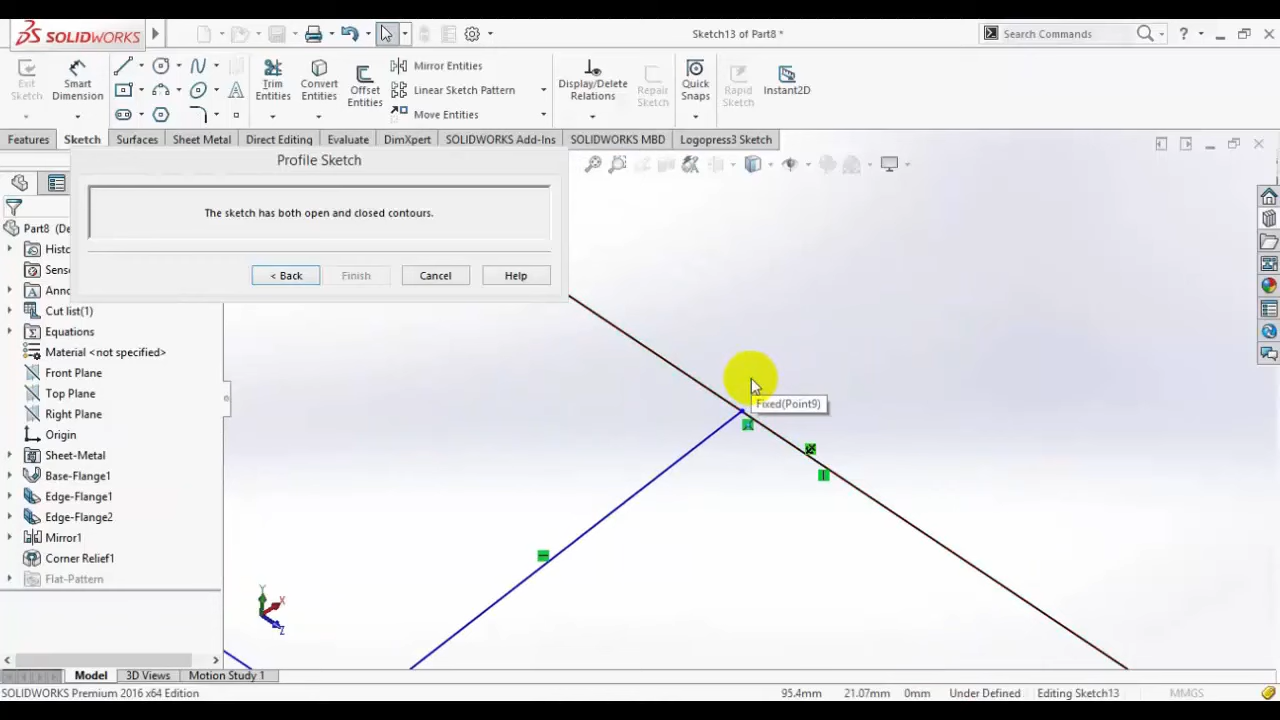 SOLIDWORKS
Sketch13 of Part8 *
Search Commands
?
Exit Sketch
Smart Dimension
Trim Entities
Convert Entities
Offset Entities
Mirror Entities
Linear Sketch Pattern
Move Entities
Display/Delete Relations
Repair Sketch
Quick Snaps
Rapid Sketch
Instant2D
Features
Sketch
Surfaces
Sheet Metal
Direct Editing
Evaluate
DimXpert
SOLIDWORKS Add-Ins
SOLIDWORKS MBD
Logopress3 Sketch
Profile Sketch
The sketch has both open and closed contours.
< Back
Finish
Cancel
Help
Part8 (De
Histo
Senso
Anno
Cut list(1)
Equations
Material <not specified>
Front Plane
Top Plane
Right Plane
Origin
Sheet-Metal
Base-Flange1
Edge-Flange1
Edge-Flange2
Mirror1
Corner Relief1
Flat-Pattern
Fixed(Point9)
Y
X
Z
Model
3D Views
Motion Study 1
SOLIDWORKS Premium 2016 x64 Edition
95.4mm
21.07mm
0mm
Under Defined
Editing Sketch13
MMGS